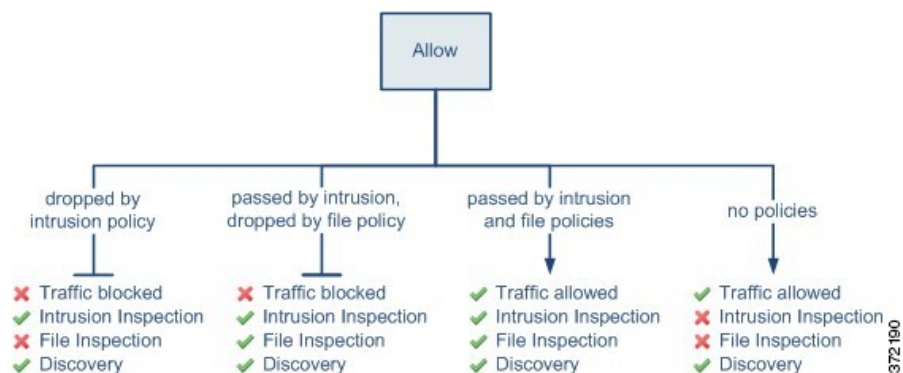 Allow
dropped by
intrusion policy
passed by intrusion,
dropped by file policy
passed by intrusion
and file policies
no policies
Traffic blocked
Intrusion Inspection
File Inspection
Discovery
Traffic blocked
Intrusion Inspection
File Inspection
Discovery
Traffic allowed
Intrusion Inspection
File Inspection
Discovery
Traffic allowed
Intrusion Inspection
File Inspection
Discovery
372190